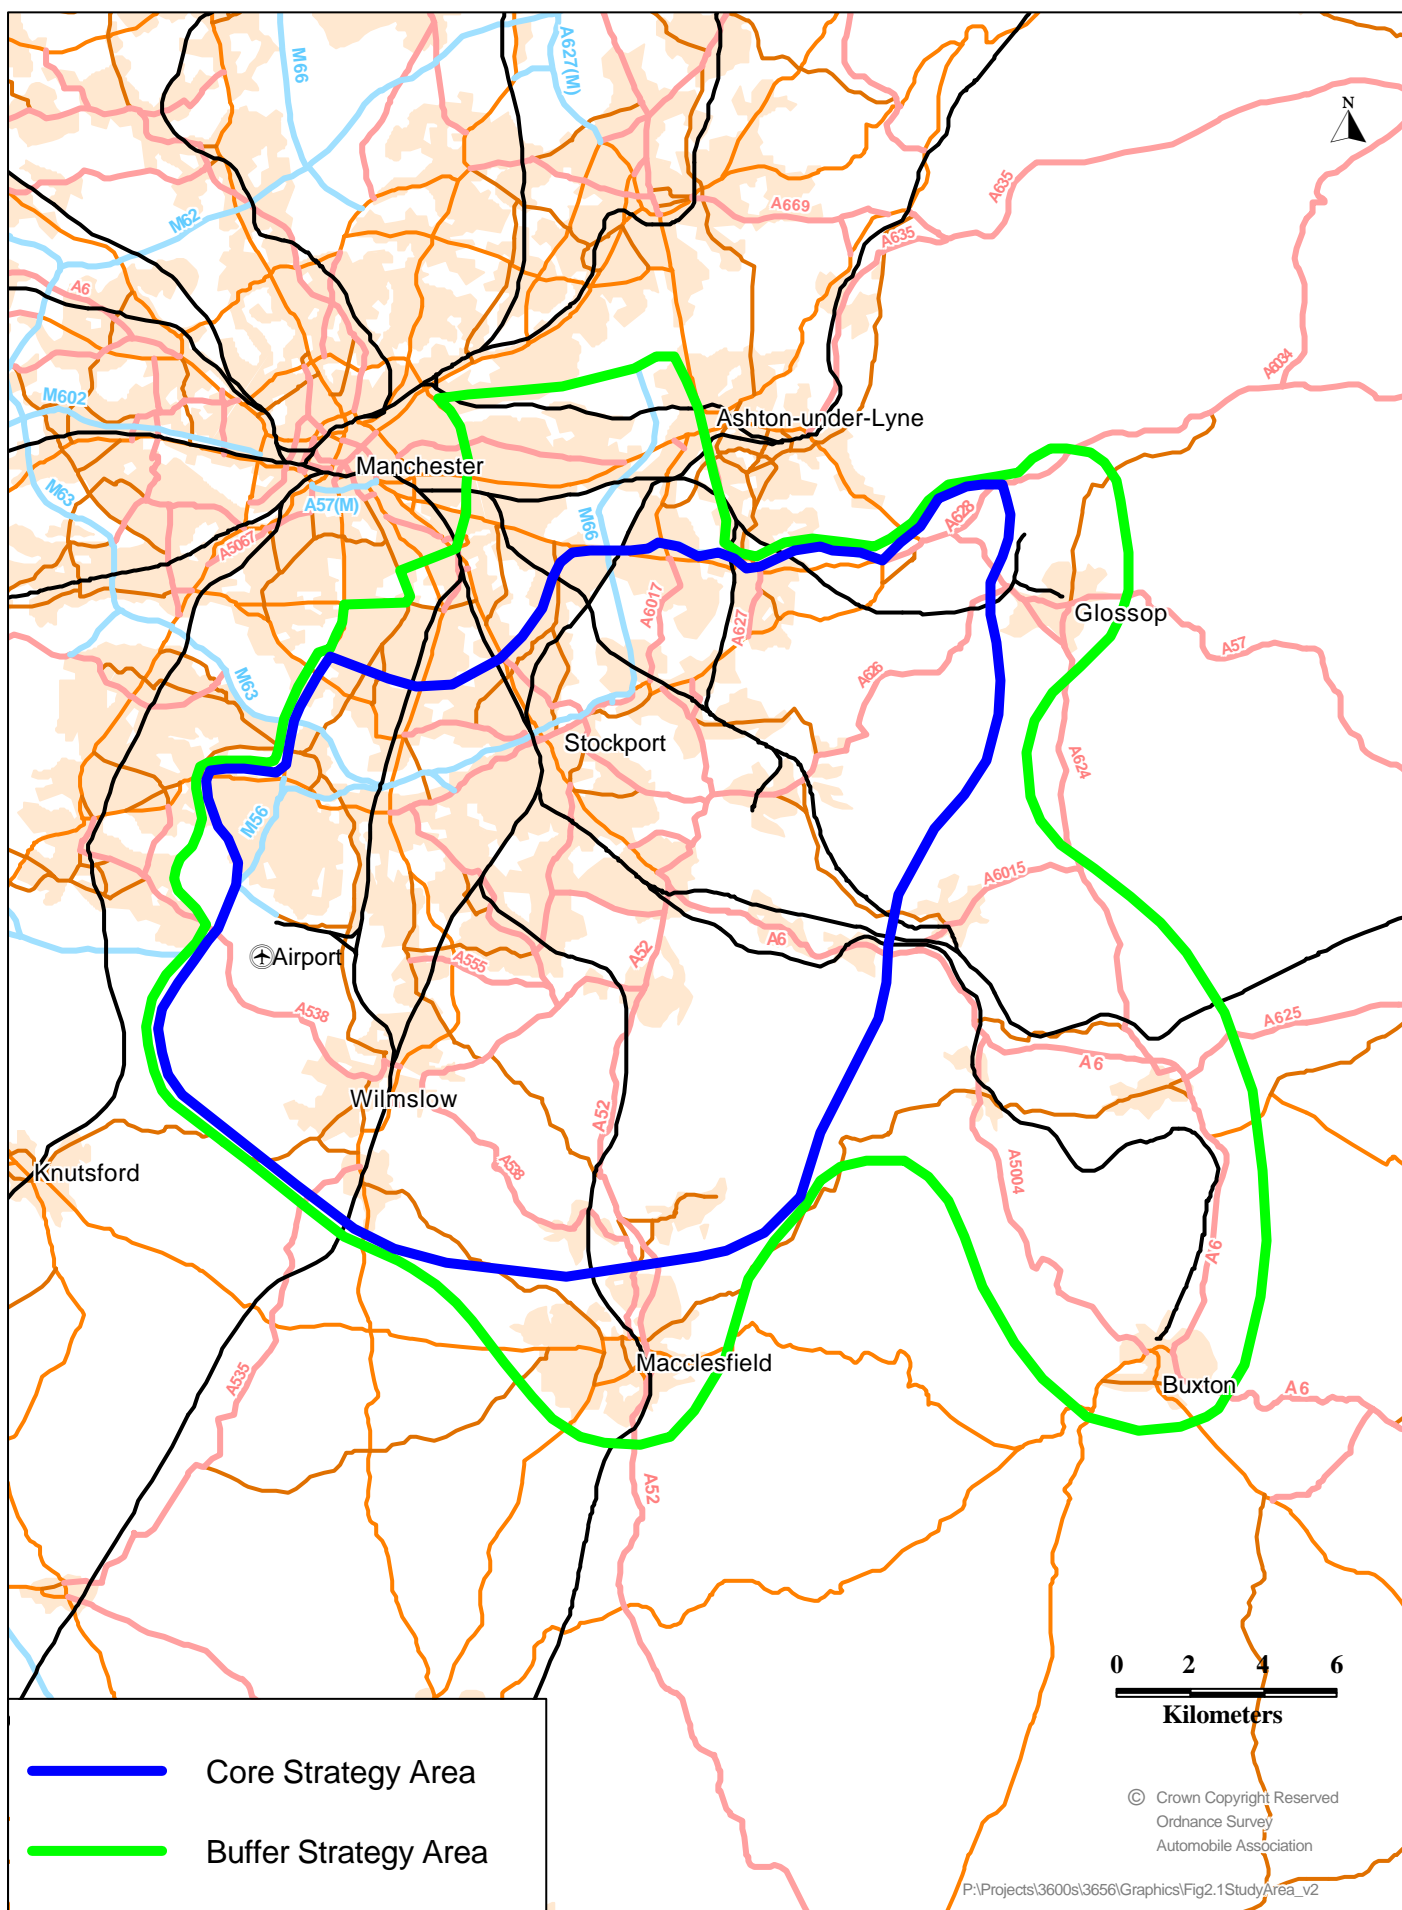 M66
A627(M)
N
A635
A669
M62
A635
A6
A6034
M602
Ashton-under-Lyne
Manchester
M63
A57(M)
M66
A628
A5067
A6017
A627
Glossop
A57
A626
M63
Stockport
A624
M56
A6015
A6
A52
Airport
A555
A538
A625
A6
Wilmslow
A52
A538
Knutsford
A5004
A6
A535
Macclesfield
Buxton
A6
A52
0 2 4 6
Kilometers
Core Strategy Area
Buffer Strategy Area
© Crown Copyright Reserved
Ordnance Survey
Automobile Association
P:\Projects\3600s\3656\Graphics\Fig2.1StudyArea_v2